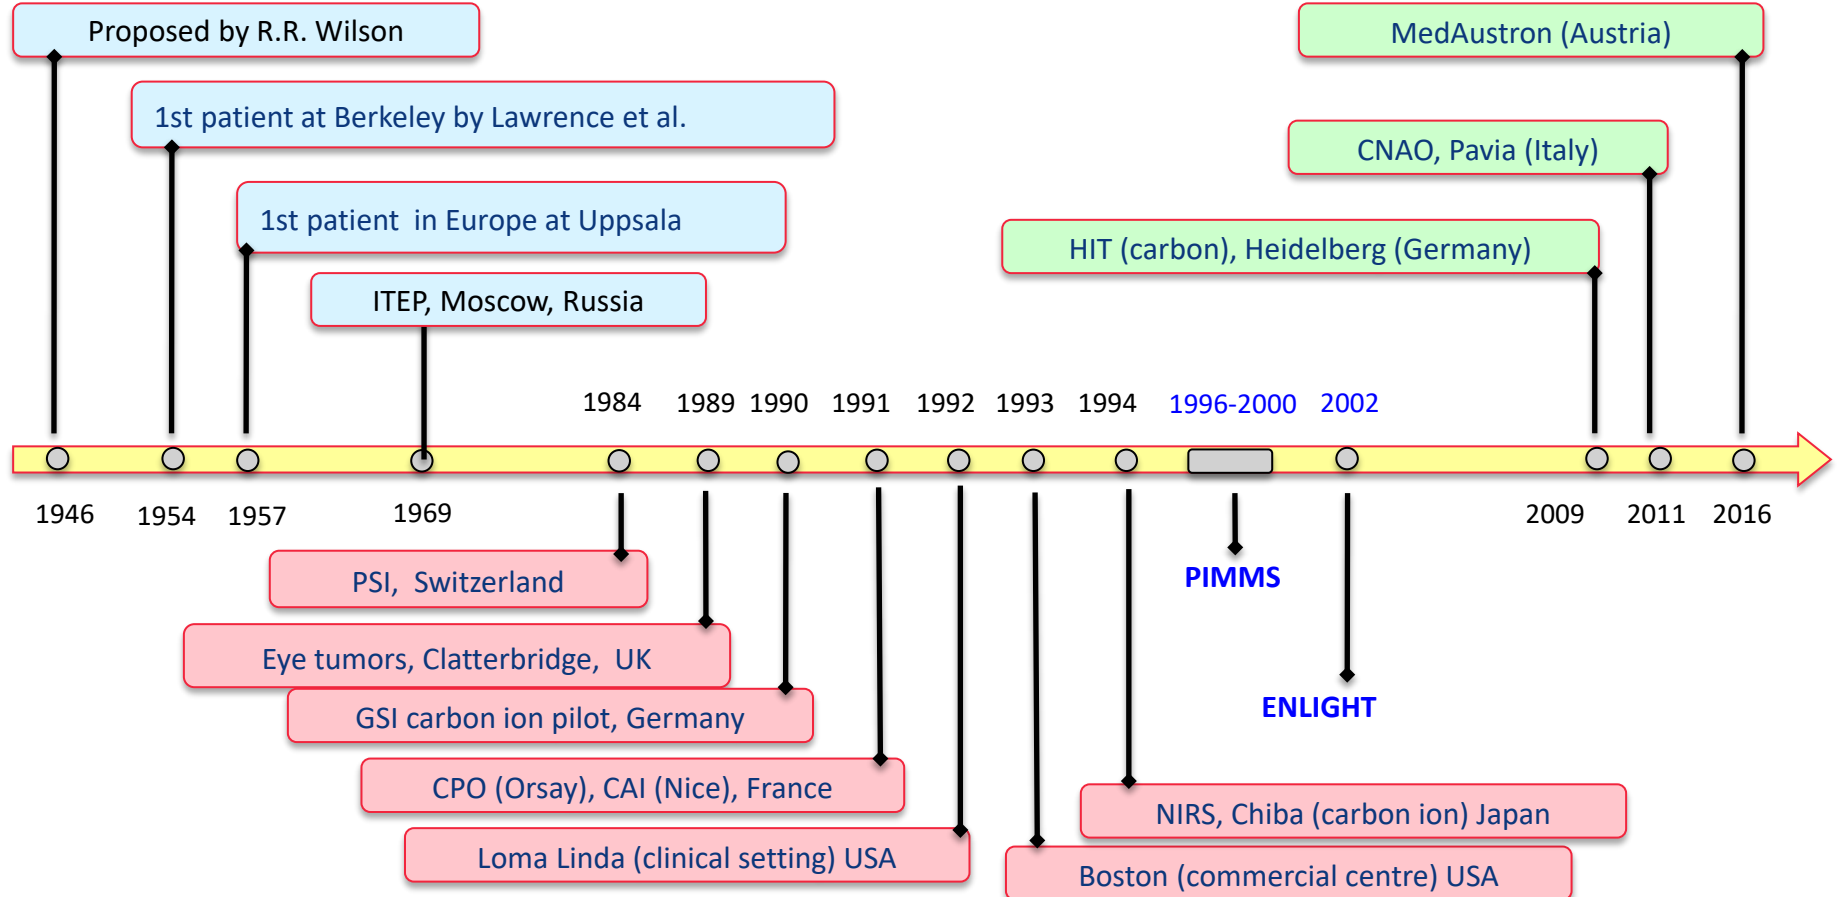 Proposed by R.R. Wilson
MedAustron (Austria)
1st patient at Berkeley by Lawrence et al.
CNAO, Pavia (Italy)
1st patient in Europe at Uppsala
HIT (carbon), Heidelberg (Germany)
ITEP, Moscow, Russia
1984 1989 1990 1991 1992 1993 1994 1996-2000 2002
1946 1954 1957 1969 2009 2011 2016
PSI, Switzerland
PIMMS
Eye tumors, Clatterbridge, UK
GSI carbon ion pilot, Germany
ENLIGHT
CPO (Orsay), CAI (Nice), France
NIRS, Chiba (carbon ion) Japan
Loma Linda (clinical setting) USA
Boston (commercial centre) USA